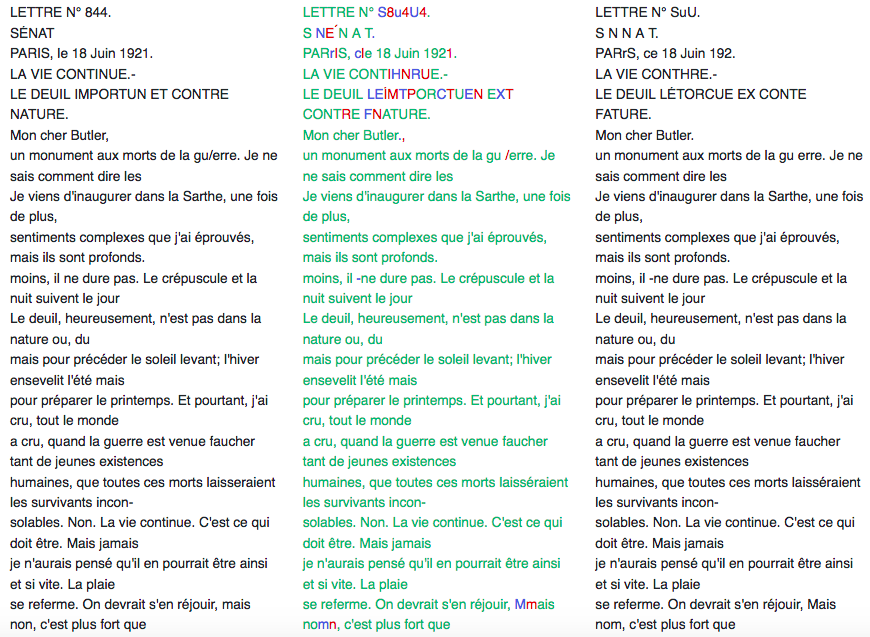 LETTRE N° 844.
SÉNAT
PARIS, le 18 Juin 1921.
LA VIE CONTINUE.-
LE DEUIL IMPORTUN ET CONTRE
NATURE.
Mon cher Butler,
un monument aux morts de la gu/erre. Je ne
sais comment dire les
Je viens d'inaugurer dans la Sarthe, une fois
de plus,
sentiments complexes que j'ai éprouvés,
mais ils sont profonds.
moins, il ne dure pas. Le crépuscule et la
nuit suivent le jour
Le deuil, heureusement, n'est pas dans la
nature ou, du
mais pour précéder le soleil levant; l'hiver
ensevelit l'été mais
pour préparer le printemps. Et pourtant, j'ai
cru, tout le monde
a cru, quand la guerre est venue faucher
tant de jeunes existences
humaines, que toutes ces morts laisseraient
les survivants incon-
solables. Non. La vie continue. C'est ce qui
doit être. Mais jamais
je n'aurais pensé qu'il en pourrait être ainsi
et si vite. La plaie
se referme. On devrait s'en réjouir, mais
non, c'est plus fort que
LETTRE N° S8u4U4.
S NE´N A T.
PARrIS, cle 18 Juin 1921.
LA VIE CONTIHNRUE.-
LE DEUIL LEÍMTPORCTUEN EXT
CONTRE FNATURE.
Mon cher Butler.,
un monument aux morts de la gu /erre. Je
ne sais comment dire les
Je viens d'inaugurer dans la Sarthe, une fois
de plus,
sentiments complexes que j'ai éprouvés,
mais ils sont profonds.
moins, il -ne dure pas. Le crépuscule et la
nuit suivent le jour
Le deuil, heureusement, n'est pas dans la
nature ou, du
mais pour précéder le soleil levant; l'hiver
ensevelit l'été mais
pour préparer le printemps. Et pourtant, j'ai
cru, tout le monde
a cru, quand la guerre est venue faucher
tant de jeunes existences
humaines, que toutes ces morts laisséraient
les survivants incon-
solables. Non. La vie continue. C'est ce qui
doit être. Mais jamais
je n'aurais pensé qu'il en pourrait être ainsi
et si vite. La plaie
se referme. On devrait s'en réjouir, Mmais
nomn, c'est plus fort que
LETTRE N° SuU.
S N N A T.
PARrS, ce 18 Juin 192.
LA VIE CONTHRE.-
LE DEUIL LÉTORCUE EX CONTE
FATURE.
Mon cher Butler.
un monument aux morts de la gu erre. Je ne
sais comment dire les
Je viens d'inaugurer dans la Sarthe, une fois
de plus,
sentiments complexes que j'ai éprouvés,
mais ils sont profonds.
moins, il -ne dure pas. Le crépuscule et la
nuit suivent le jour
Le deuil, heureusement, n'est pas dans la
nature ou, du
mais pour précéder le soleil levant; l'hiver
ensevelit l'été mais
pour préparer le printemps. Et pourtant, j'ai
cru, tout le monde
a cru, quand la guerre est venue faucher
tant de jeunes existences
humaines, que toutes ces morts laisséraient
les survivants incon-
solables. Non. La vie continue. C'est ce qui
doit être. Mais jamais
je n'aurais pensé qu'il en pourrait être ainsi
et si vite. La plaie
se referme. On devrait s'en réjouir, Mais
nom, c'est plus fort que